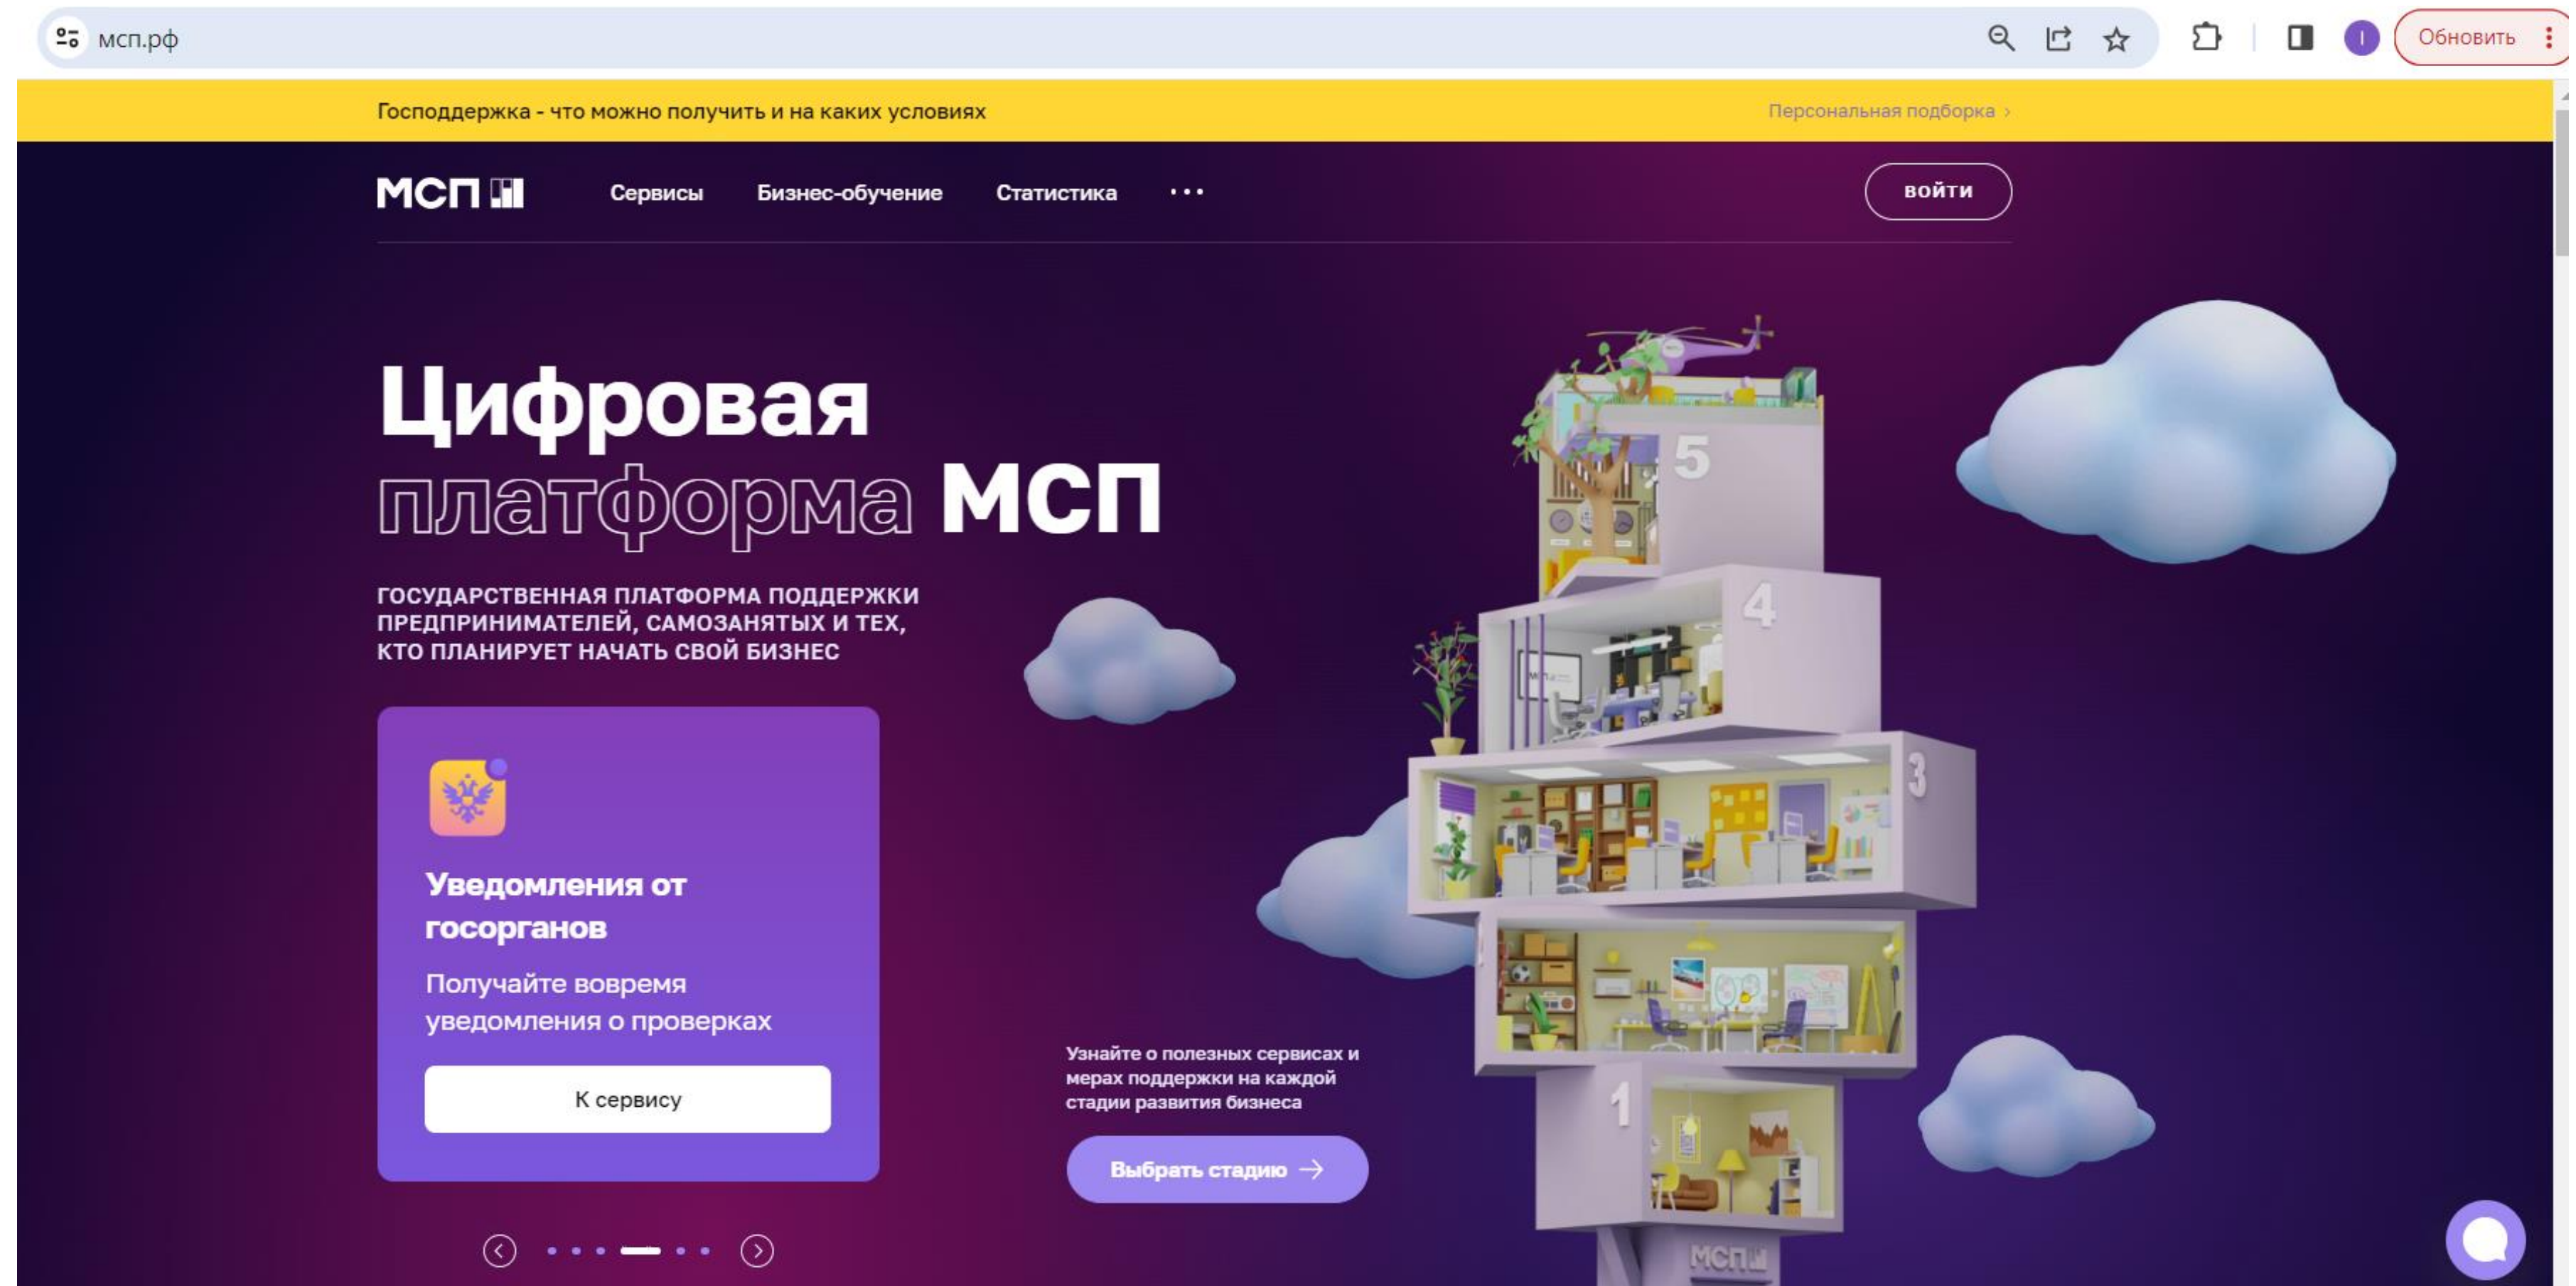 мсп.рф
Обновить
Господдержка - что можно получить и на каких условиях
Персональная подборка >
МСП
Сервисы
Бизнес-обучение
Статистика
...
ВОЙТИ
Цифровая
платформа МСП
ГОСУДАРСТВЕННАЯ ПЛАТФОРМА ПОДДЕРЖКИ
ПРЕДПРИНИМАТЕЛЕЙ, САМОЗАНЯТЫХ И ТЕХ,
КТО ПЛАНИРУЕТ НАЧАТЬ СВОЙ БИЗНЕС
5
4
3
1
Уведомления от
госорганов
Получайте вовремя
уведомления о проверках
К сервису
Узнайте о полезных сервисах и
мерах поддержки на каждой
стадии развития бизнеса
Выбрать стадию →
МСП